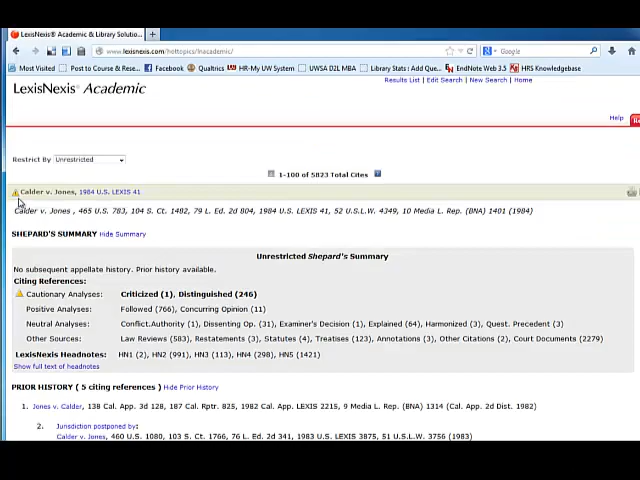 LexisNexis® Academic & Library Solutio...
www.lexisnexis.com/hottopics/lnacademic/
Google
Most Visited Post to Course & Rese... Facebook Qualtrics HR-My UW System UWSA D2L MBA Library Stats : Add Que... EndNote Web 3.5 HRS Knowledgebase
Results List | Edit Search | New Search | Home
LexisNexis® Academic
Help
Restrict By Unrestricted
1-100 of 5823 Total Cites
Calder v. Jones, 1984 U.S. LEXIS 41
Calder v. Jones , 465 U.S. 783, 104 S. Ct. 1482, 79 L. Ed. 2d 804, 1984 U.S. LEXIS 41, 52 U.S.L.W. 4349, 10 Media L. Rep. (BNA) 1401 (1984)
SHEPARD'S SUMMARY Hide Summary
Unrestricted Shepard's Summary
No subsequent appellate history. Prior history available.
Citing References:
Cautionary Analyses: Criticized (1), Distinguished (246)
Positive Analyses: Followed (766), Concurring Opinion (11)
Neutral Analyses: Conflict.Authority (1), Dissenting Op. (31), Examiner's Decision (1), Explained (64), Harmonized (3), Quest. Precedent (3)
Other Sources: Law Reviews (583), Restatements (3), Statutes (4), Treatises (123), Annotations (3), Other Citations (2), Court Documents (2279)
LexisNexis Headnotes: HN1 (2), HN2 (991), HN3 (113), HN4 (298), HN5 (1421)
Show full text of headnotes
PRIOR HISTORY ( 5 citing references ) Hide Prior History
1. Jones v. Calder, 138 Cal. App. 3d 128, 187 Cal. Rptr. 825, 1982 Cal. App. LEXIS 2215, 9 Media L. Rep. (BNA) 1314 (Cal. App. 2d Dist. 1982)
2. Jurisdiction postponed by:
Calder v. Jones, 460 U.S. 1080, 103 S. Ct. 1766, 76 L. Ed. 2d 341, 1983 U.S. LEXIS 3875, 51 U.S.L.W. 3756 (1983)